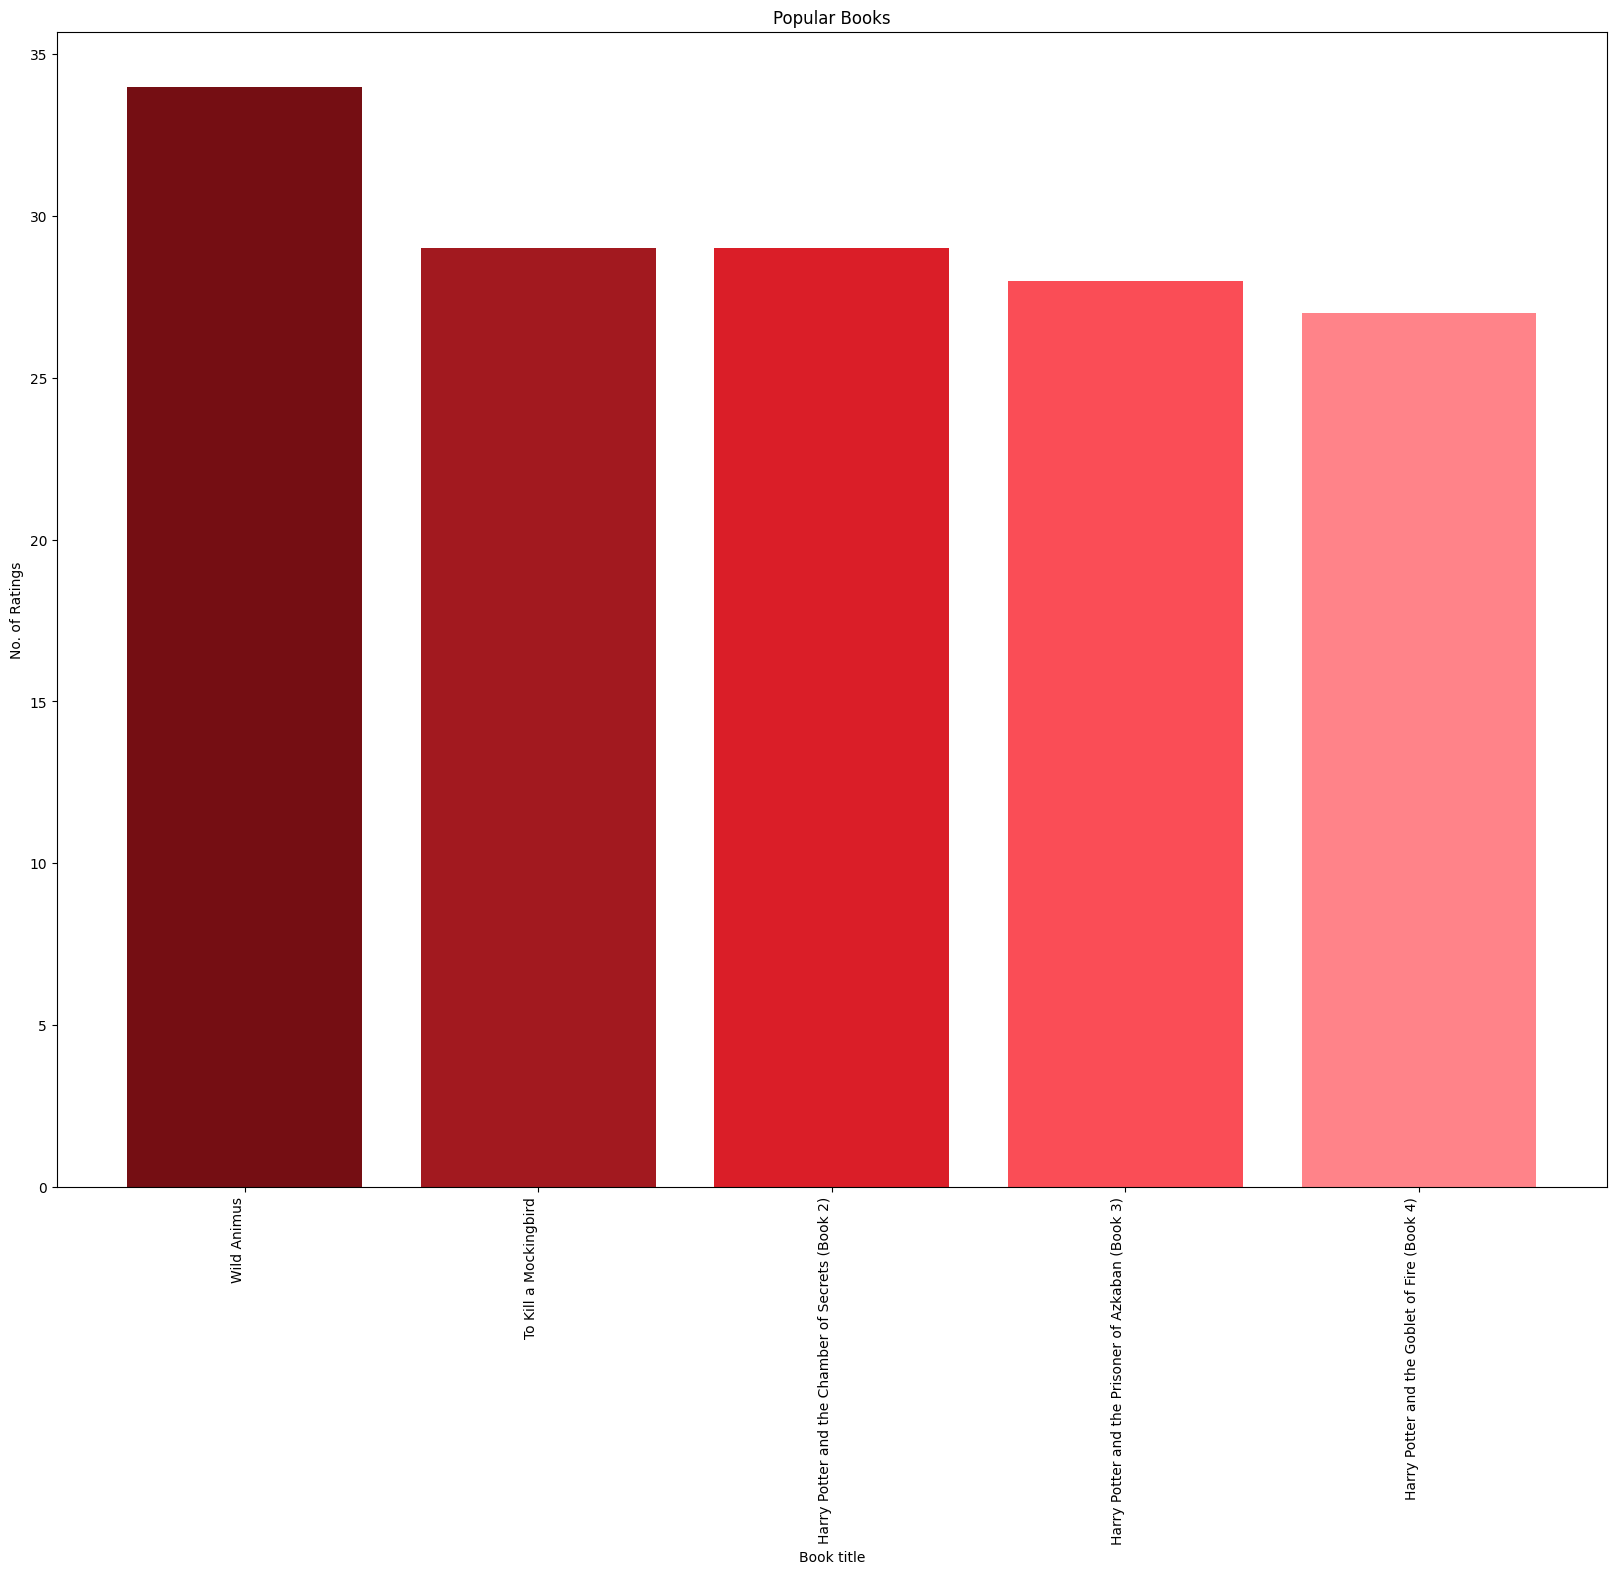 Popular Books
No. of Ratings
35
30
25
20
15
10
5
0
Wild Animus
To Kill a Mockingbird
Harry Potter and the Chamber of Secrets (Book 2)
Harry Potter and the Prisoner of Azkaban (Book 3)
Harry Potter and the Goblet of Fire (Book 4)
Book title